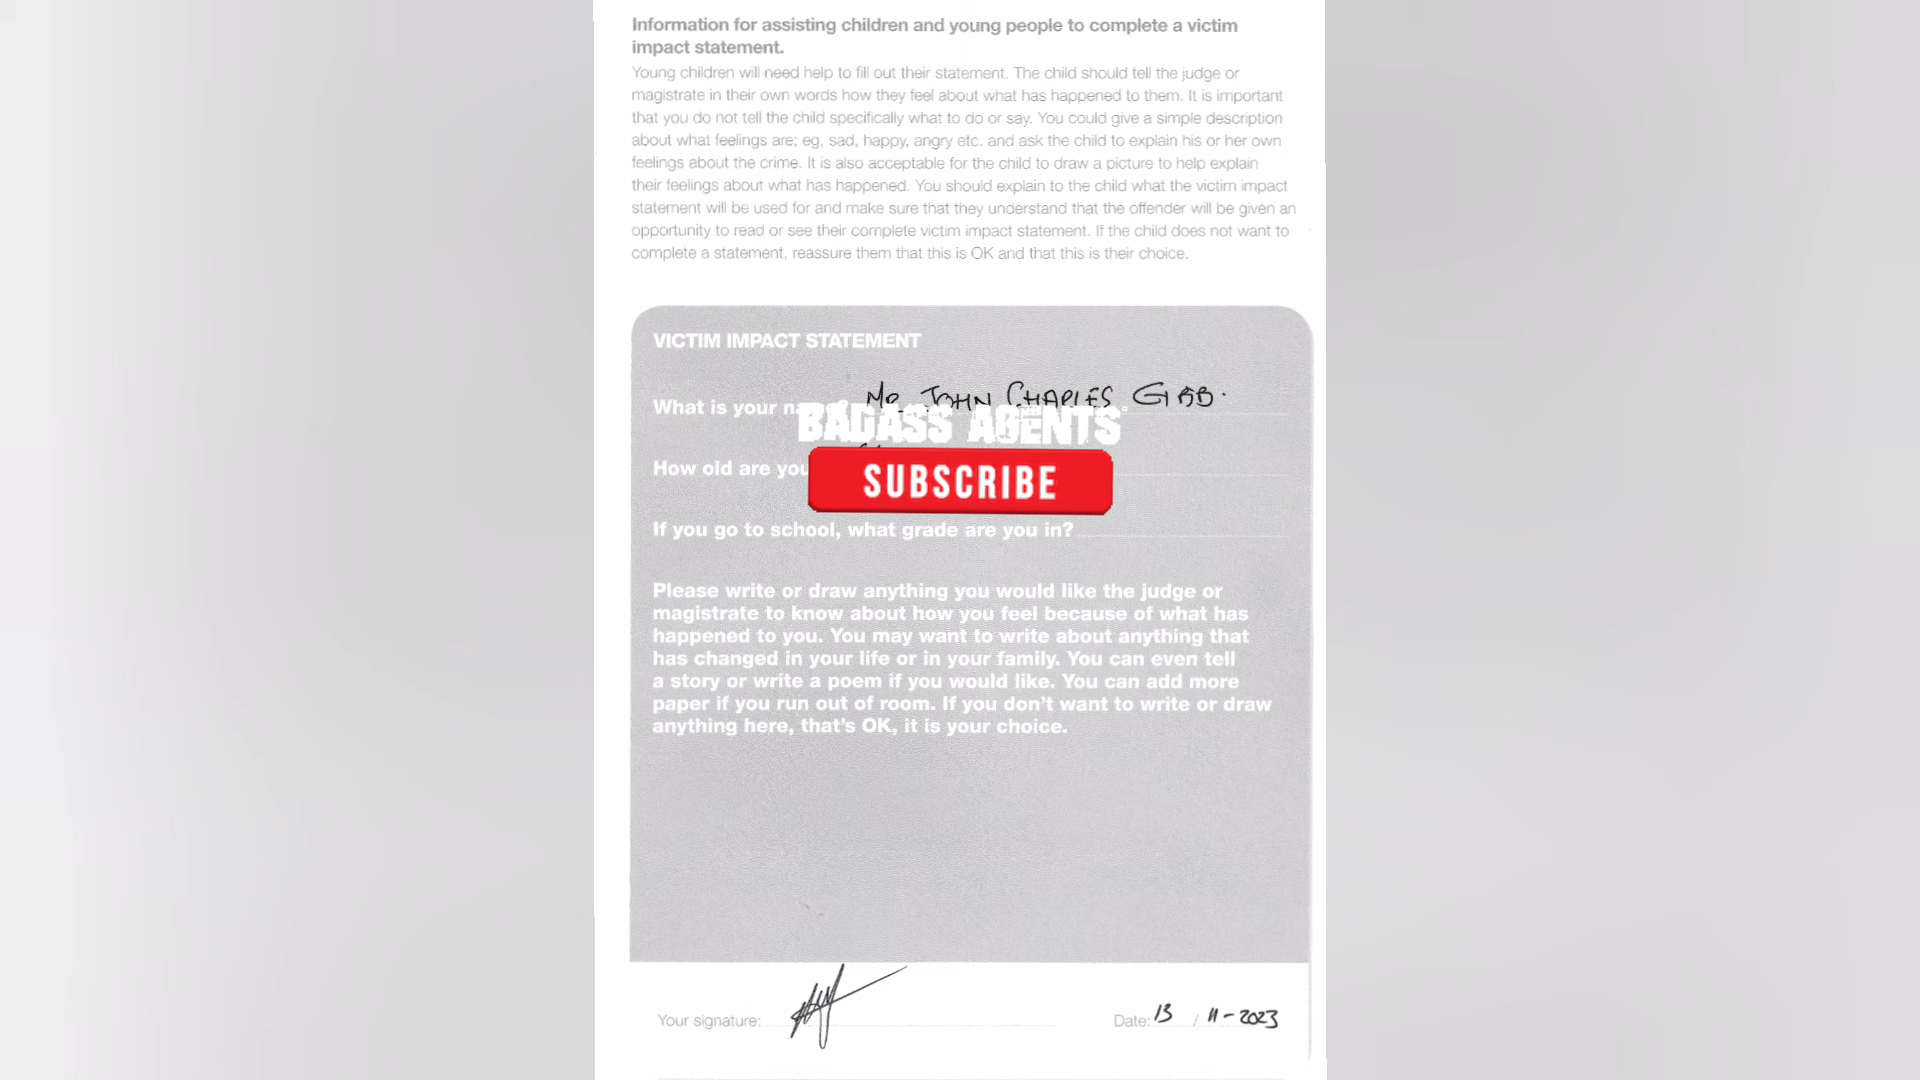 Information for assisting children and young people to complete a victim
impact statement.
Young children will need help to fill out their statement. The child should tell the judge or
magistrate in their own words how they feel about what has happened to them. It is important
that you do not tell the child specifically what to do or say. You could give a simple description
about what feelings are; eg, sad, happy, angry etc. and ask the child to explain his or her own
feelings about the crime. It is also acceptable for the child to draw a picture to help explain
their feelings about what has happened. You should explain to the child what the victim impact
statement will be used for and make sure that they understand that the offender will be given an
opportunity to read or see their complete victim impact statement. If the child does not want to
complete a statement, reassure them that this is OK and that this is their choice.
VICTIM IMPACT STATEMENT
What is your MR JOHN CHARLES GIBB.
BADASS AGENTS
How old are you
SUBSCRIBE
If you go to school, what grade are you in?
Please write or draw anything you would like the judge or
magistrate to know about how you feel because of what has
happened to you. You may want to write about anything that
has changed in your life or in your family. You can even tell
a story or write a poem if you would like. You can add more
paper if you run out of room. If you don't want to write or draw
anything here, that's OK, it is your choice.
Your signature:
Date: 13 / 11-2023